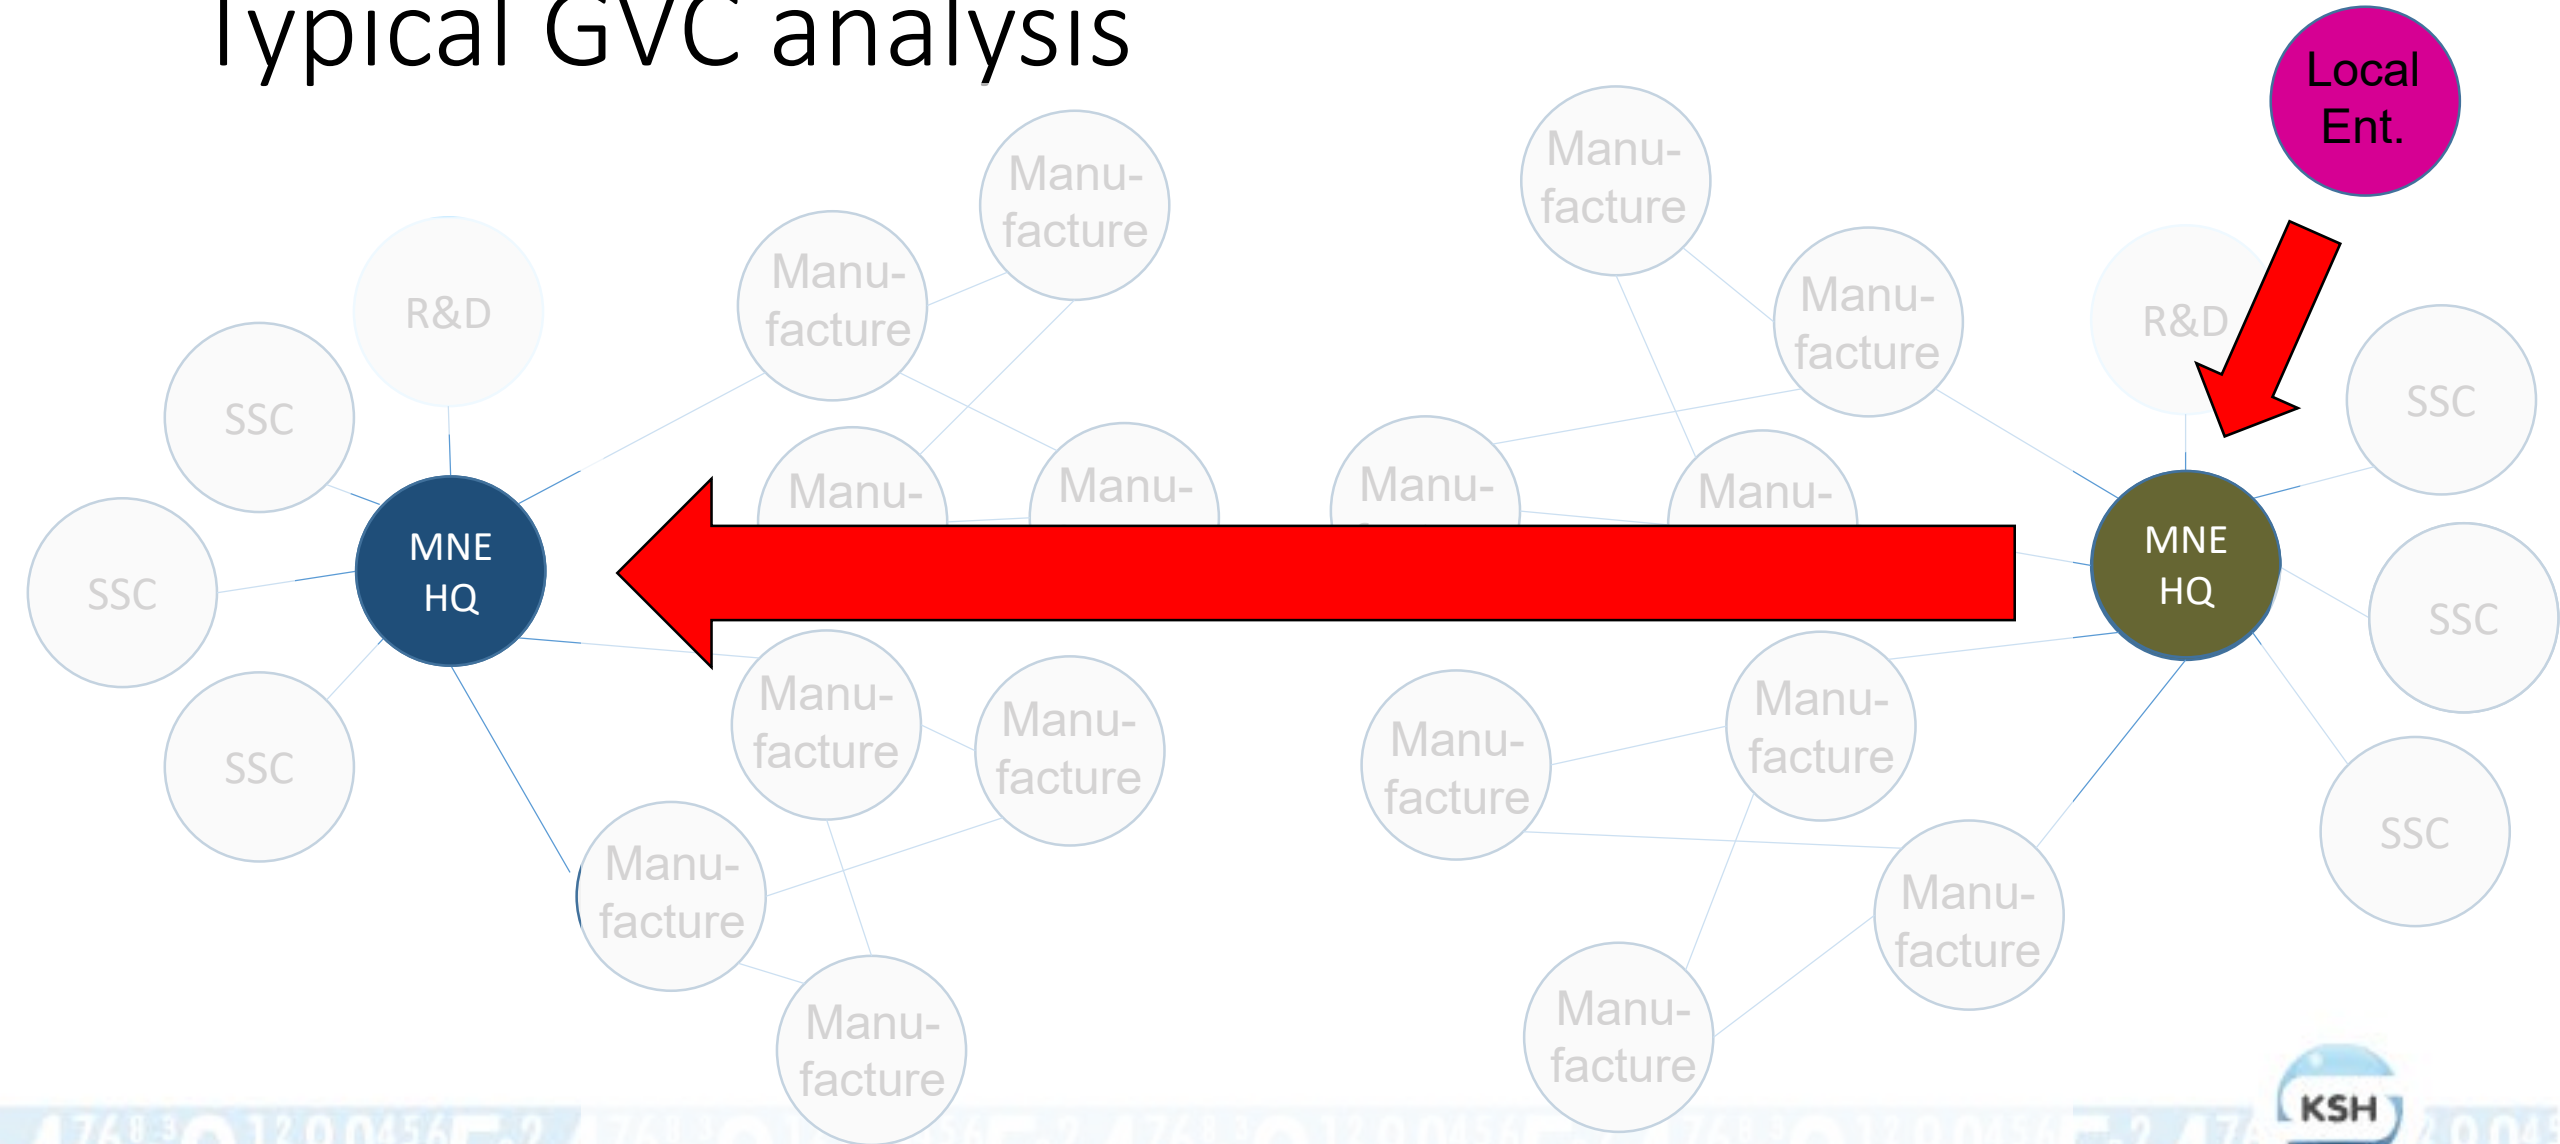 Typical GVC analysis
Local
Ent.
Manu-
facture
Manu-
facture
Manu-
facture
Manu-
facture
R&D
R&D
SSC
SSC
Manu-
Manu-
Manu-
Manu-
MNE
HQ
MNE
HQ
SSC
SSC
Manu-
facture
Manu-
facture
Manu-
facture
Manu-
facture
SSC
SSC
Manu-
facture
Manu-
facture
Manu-
facture
Manu-
facture
KSH